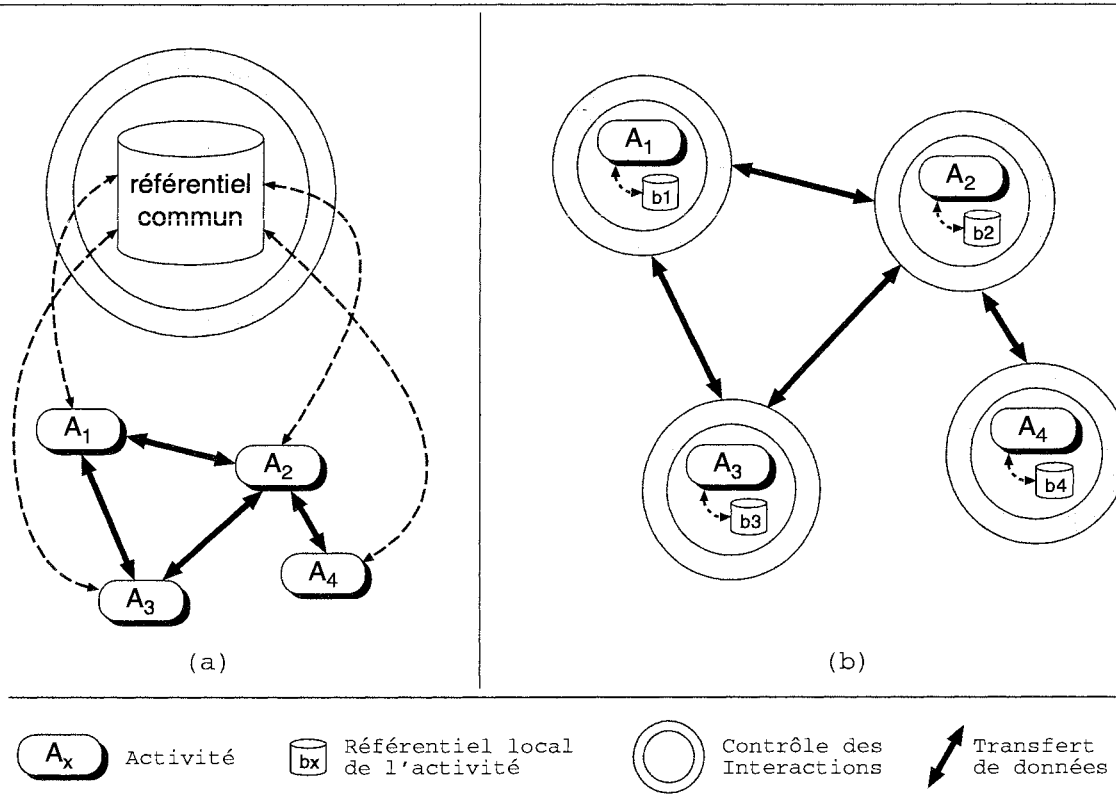 référentiel
commun
A1
A2
A3
A4
(a)
A1
b1
A2
b2
A3
b3
A4
b4
(b)
Ax Activité
bx Référentiel local
de l'activité
Contrôle des
Interactions
Transfert
de données